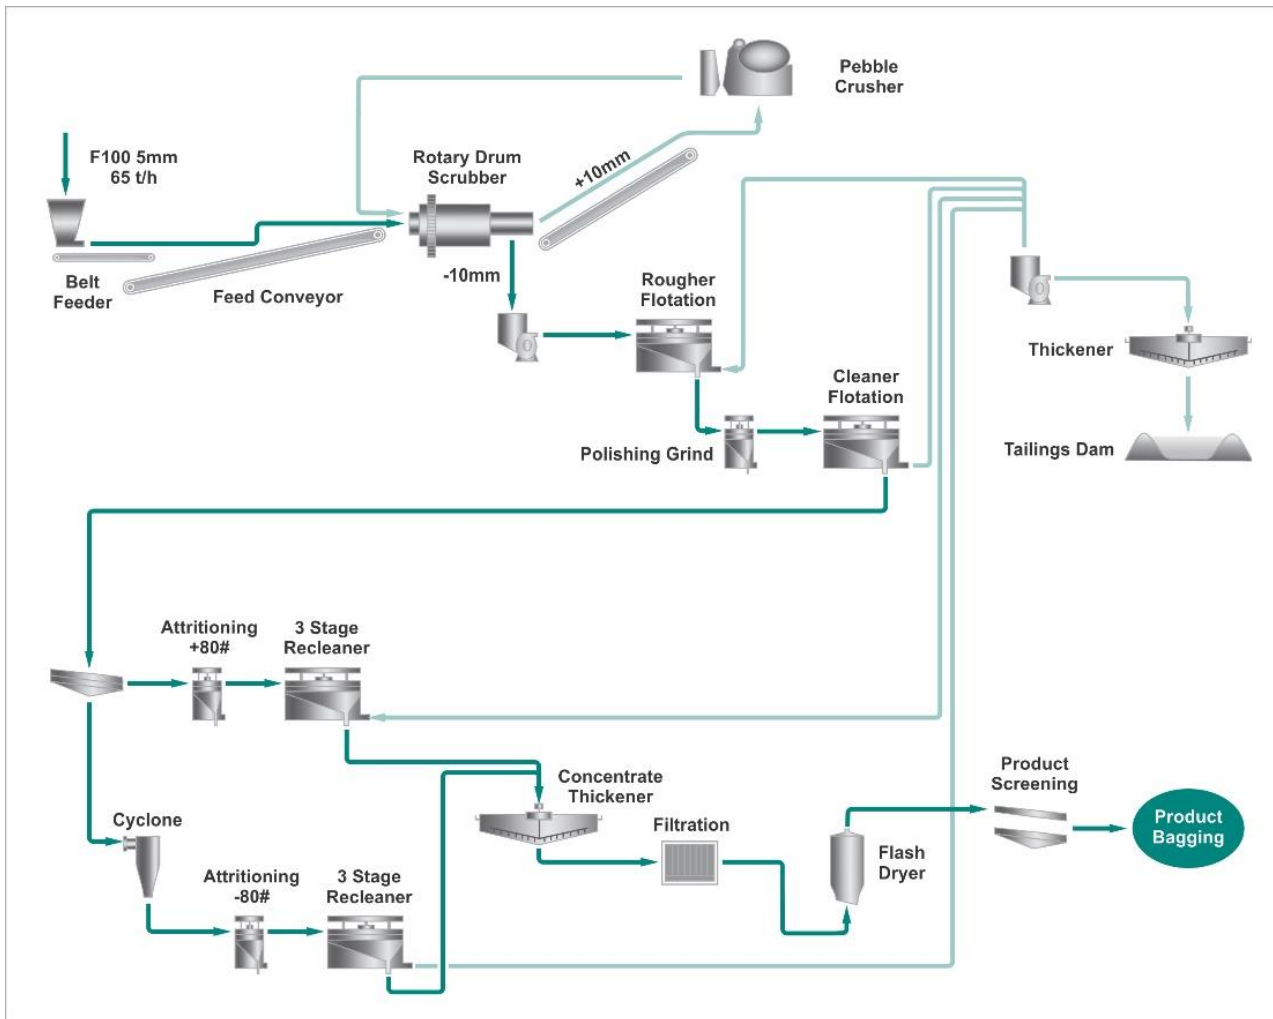 Pebble
Crusher
F100 5mm
65 t/h
Rotary Drum
Scrubber
+10mm
Belt
Feeder
Feed Conveyor
-10mm
Rougher
Flotation
Thickener
Cleaner
Flotation
Polishing Grind
Tailings Dam
Attritioning
+80#
3 Stage
Recleaner
Concentrate
Thickener
Product
Screening
Cyclone
Filtration
Product
Bagging
Flash
Dryer
Attritioning
-80#
3 Stage
Recleaner